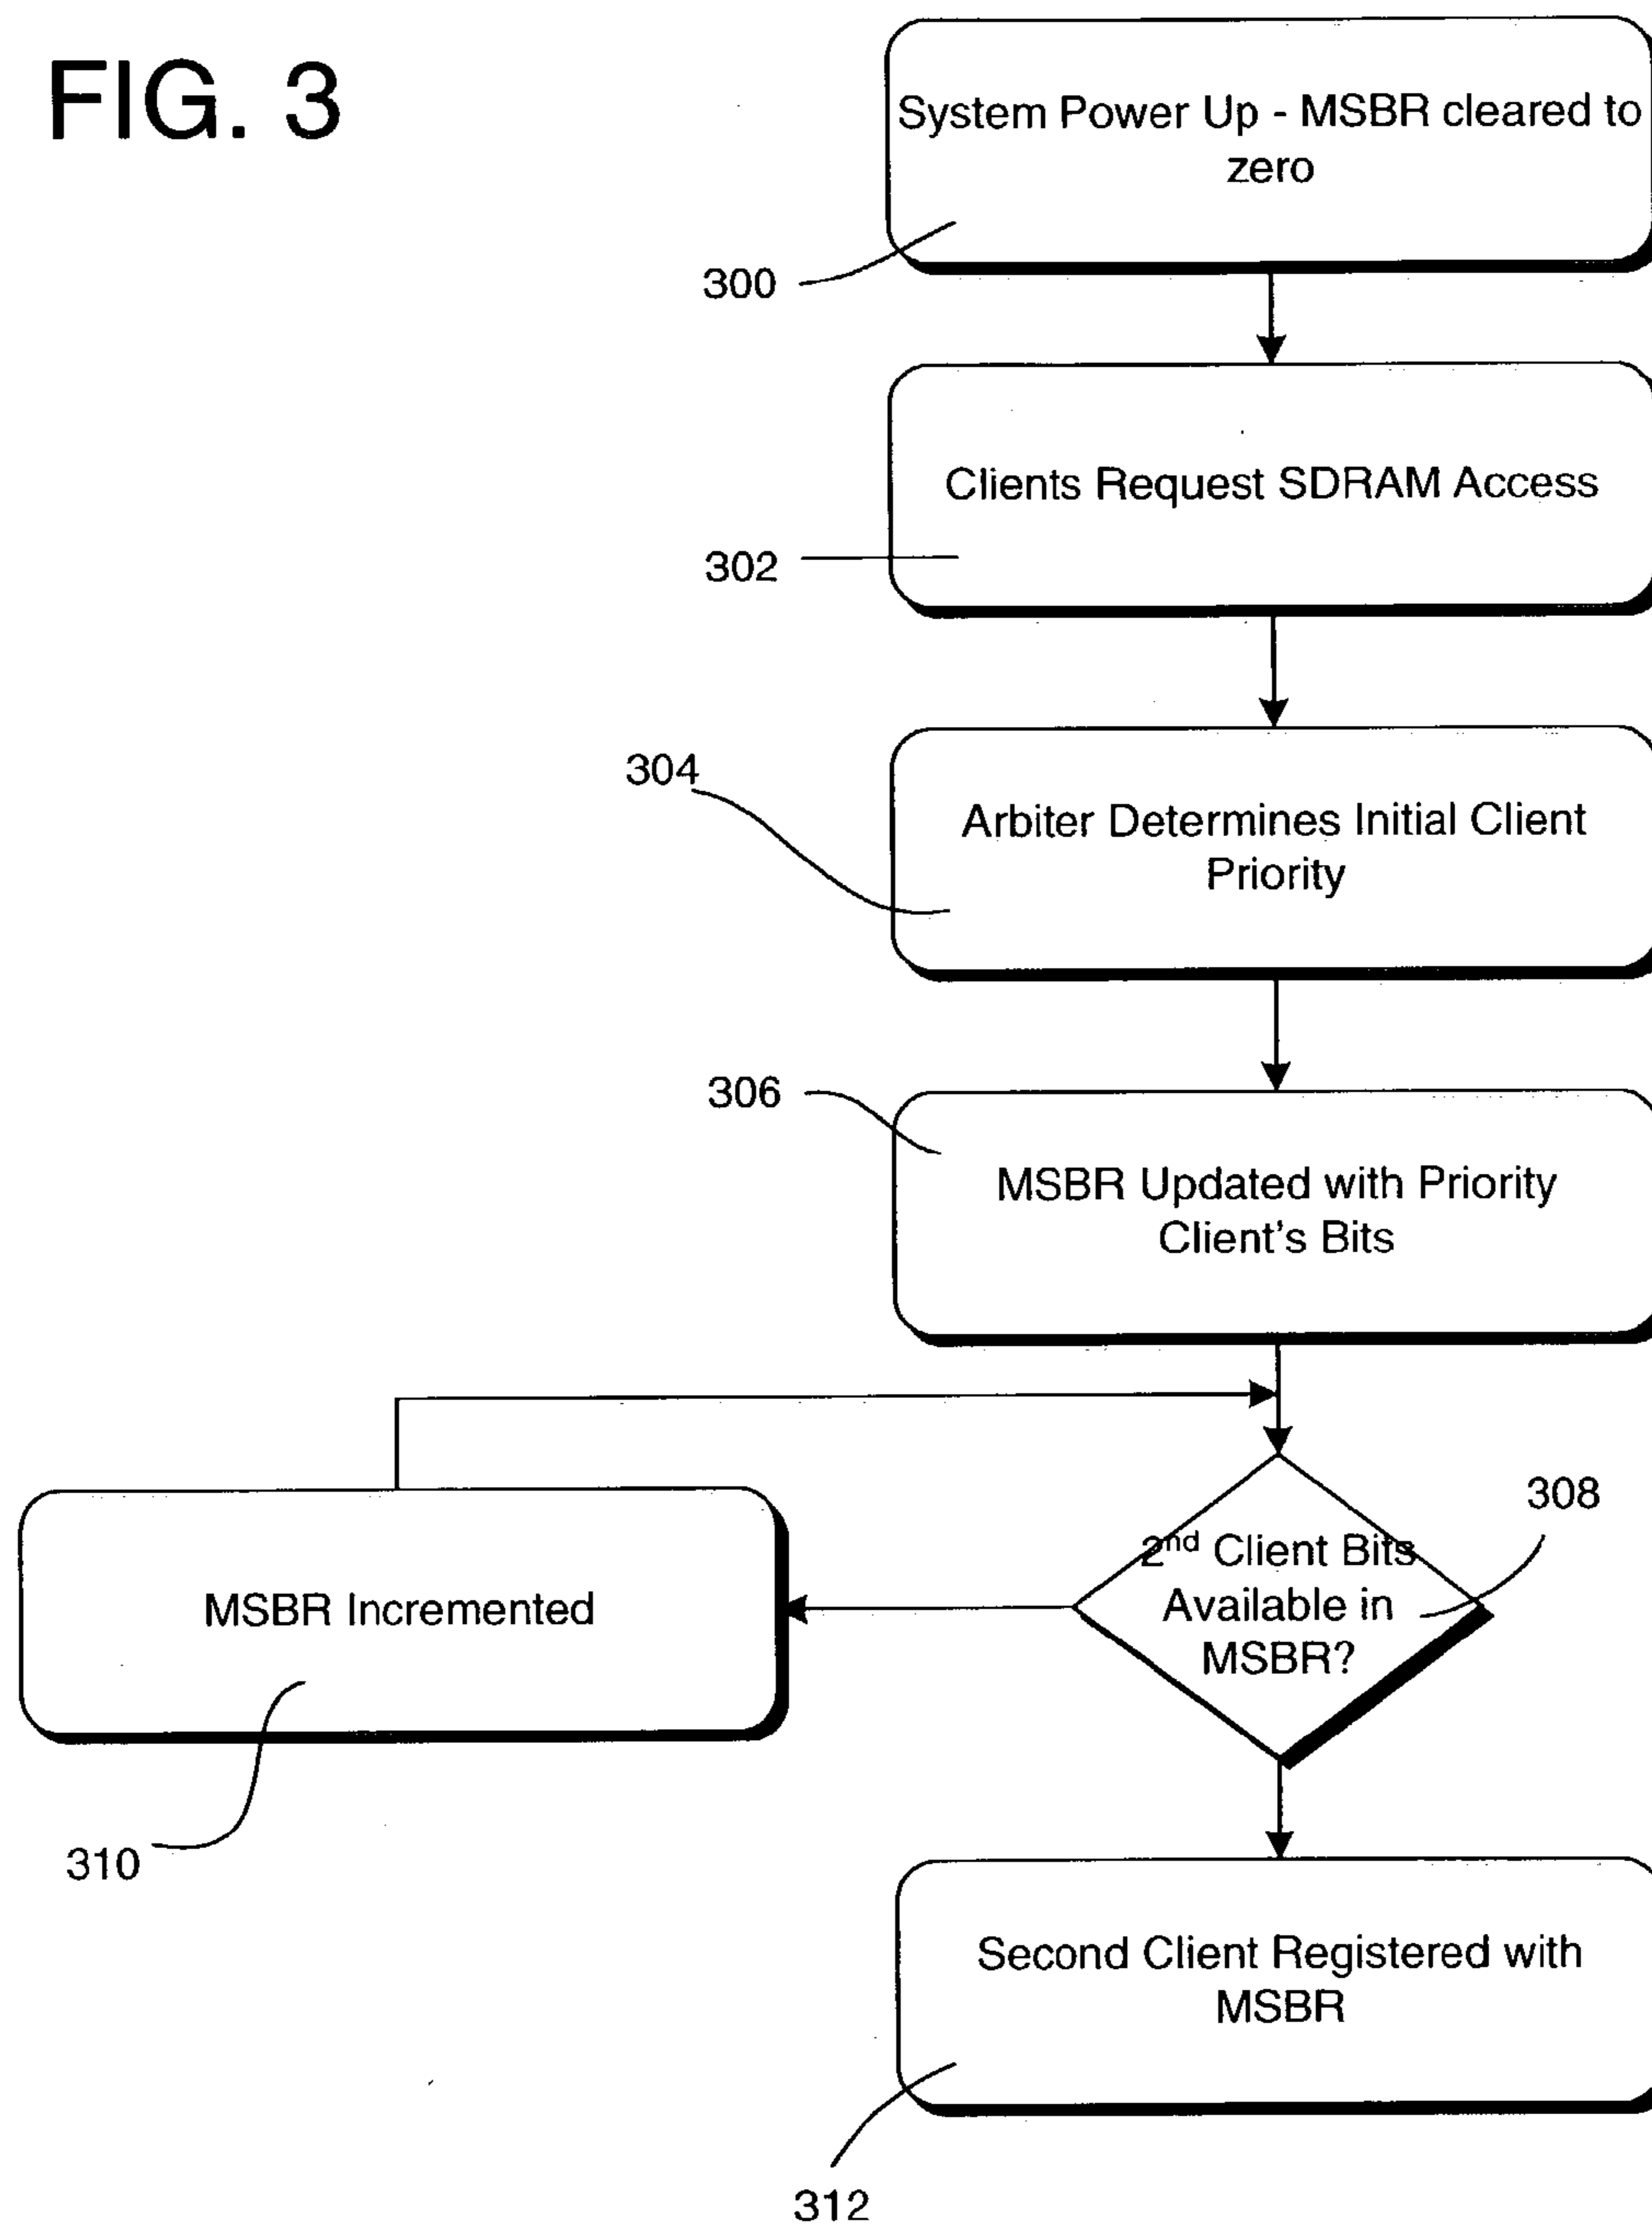 FIG. 3
System Power Up - MSBR cleared to
zero
300
Clients Request SDRAM Access
302
304
Arbiter Determines Initial Client
Priority
306
MSBR Updated with Priority
Client's Bits
308
2nd Client Bits
Available in
MSBR?
MSBR Incremented
310
Second Client Registered with
MSBR
312